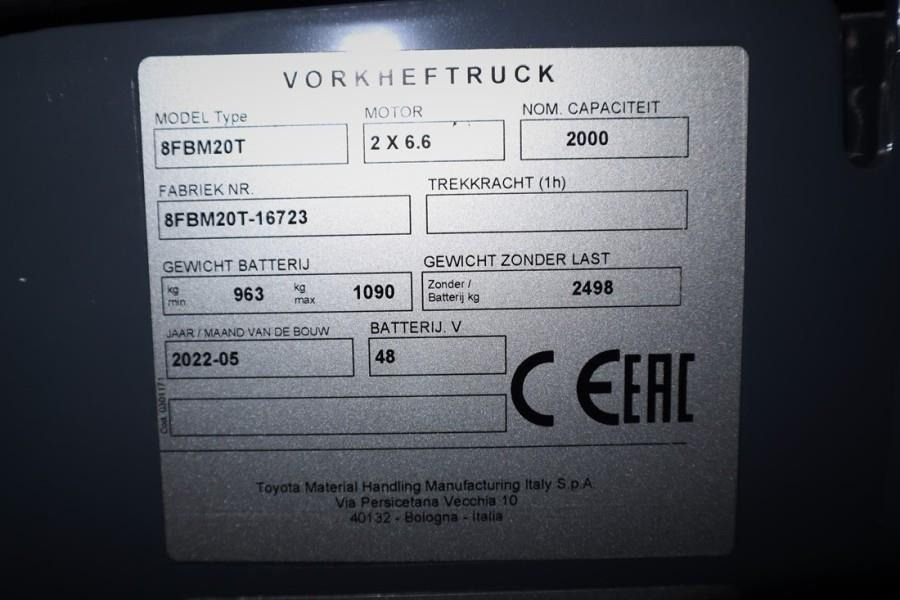 VORKHEFTRUCK
MODEL Type MOTOR NOM. CAPACITEIT
8FBM20T 2 X 6.6 2000
FABRIEK NR. TREKKRACHT (1h)
8FBM20T-16723
GEWICHT BATTERIJ GEWICHT ZONDER LAST
kg min. 963 kg max 1090 Zonder / Batterij kg 2498
JAAR / MAAND VAN DE BOUW BATTERIJ. V
2022-05 48
CE EAC
Cod. 0301171
Toyota Material Handling Manufacturing Italy S.p.A.
Via Persicetana Vecchia 10
40132 - Bologna - Italia